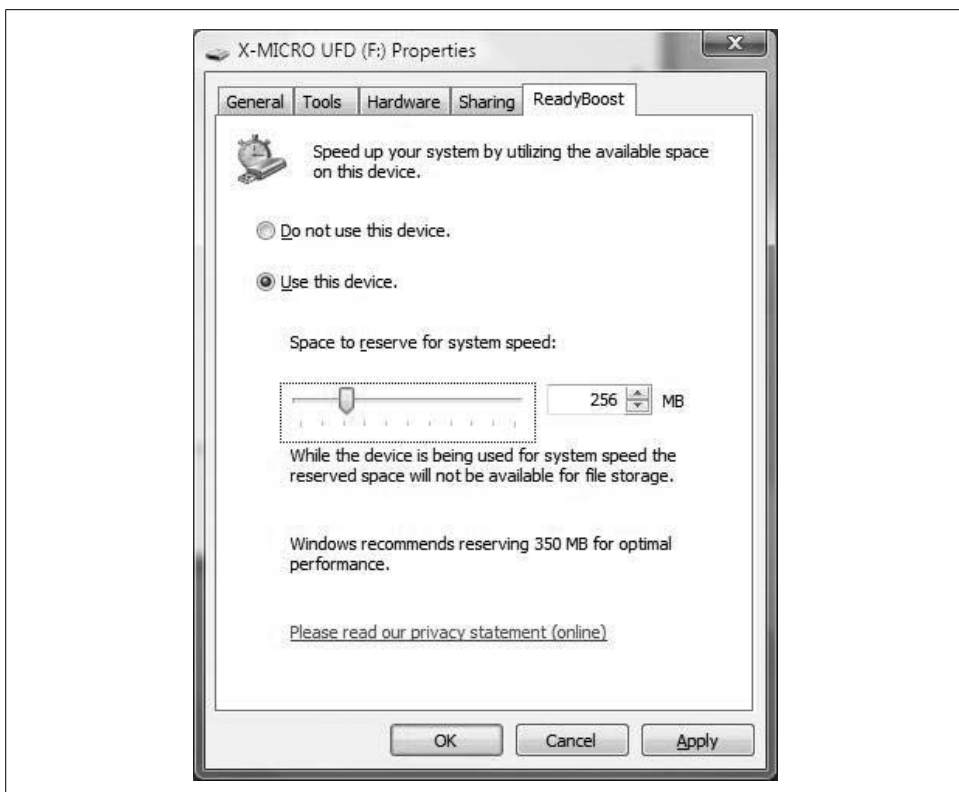 X-MICRO UFD (F:) Properties
General Tools Hardware Sharing ReadyBoost
Speed up your system by utilizing the available space
on this device.
Do not use this device.
Use this device.
Space to reserve for system speed:
256 MB
While the device is being used for system speed the
reserved space will not be available for file storage.
Windows recommends reserving 350 MB for optimal
performance.
Please read our privacy statement (online)
OK Cancel Apply